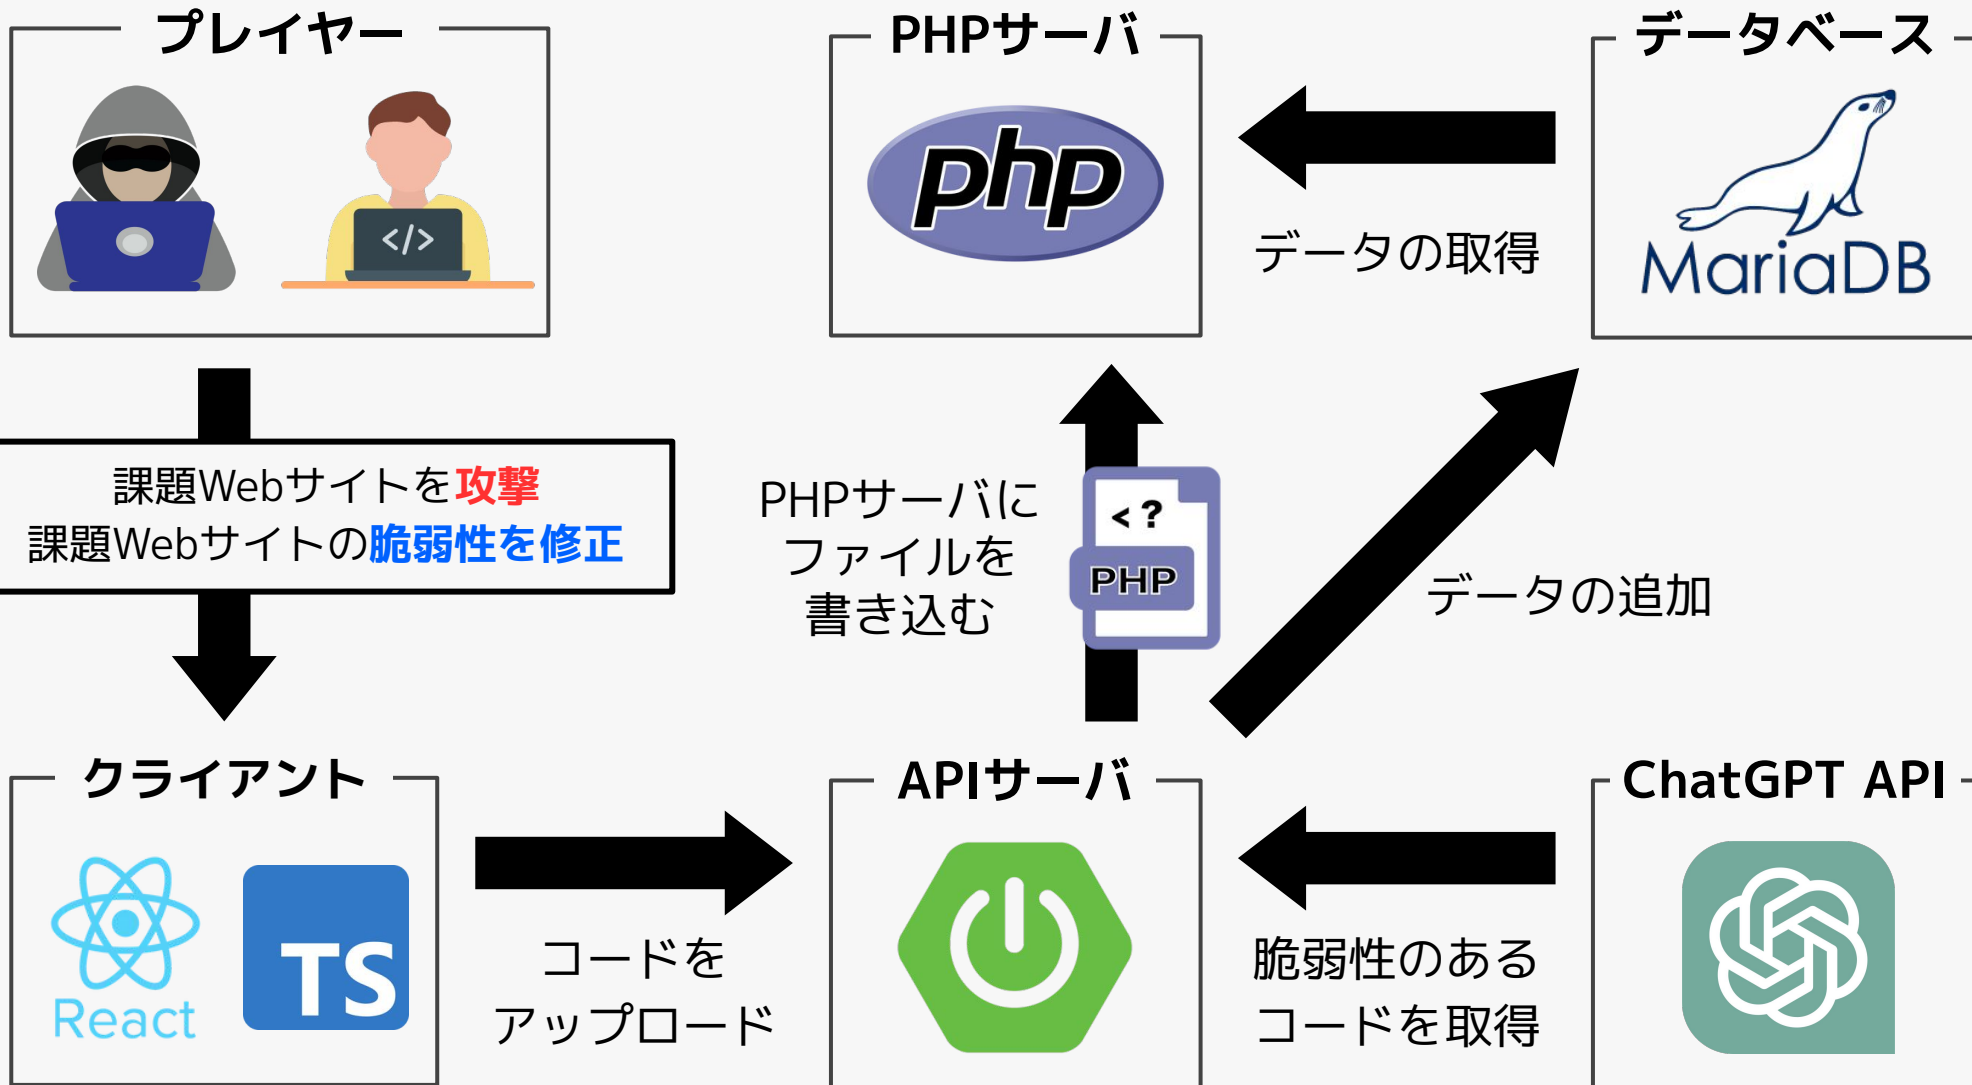 プレイヤー
PHPサーバ
データベース
</>
php
MariaDB
データの取得
課題Webサイトを攻撃
課題Webサイトの脆弱性を修正
PHPサーバに
ファイルを
書き込む
<?
PHP
データの追加
クライアント
APIサーバ
ChatGPT API
React
TS
コードを
アップロード
脆弱性のある
コードを取得